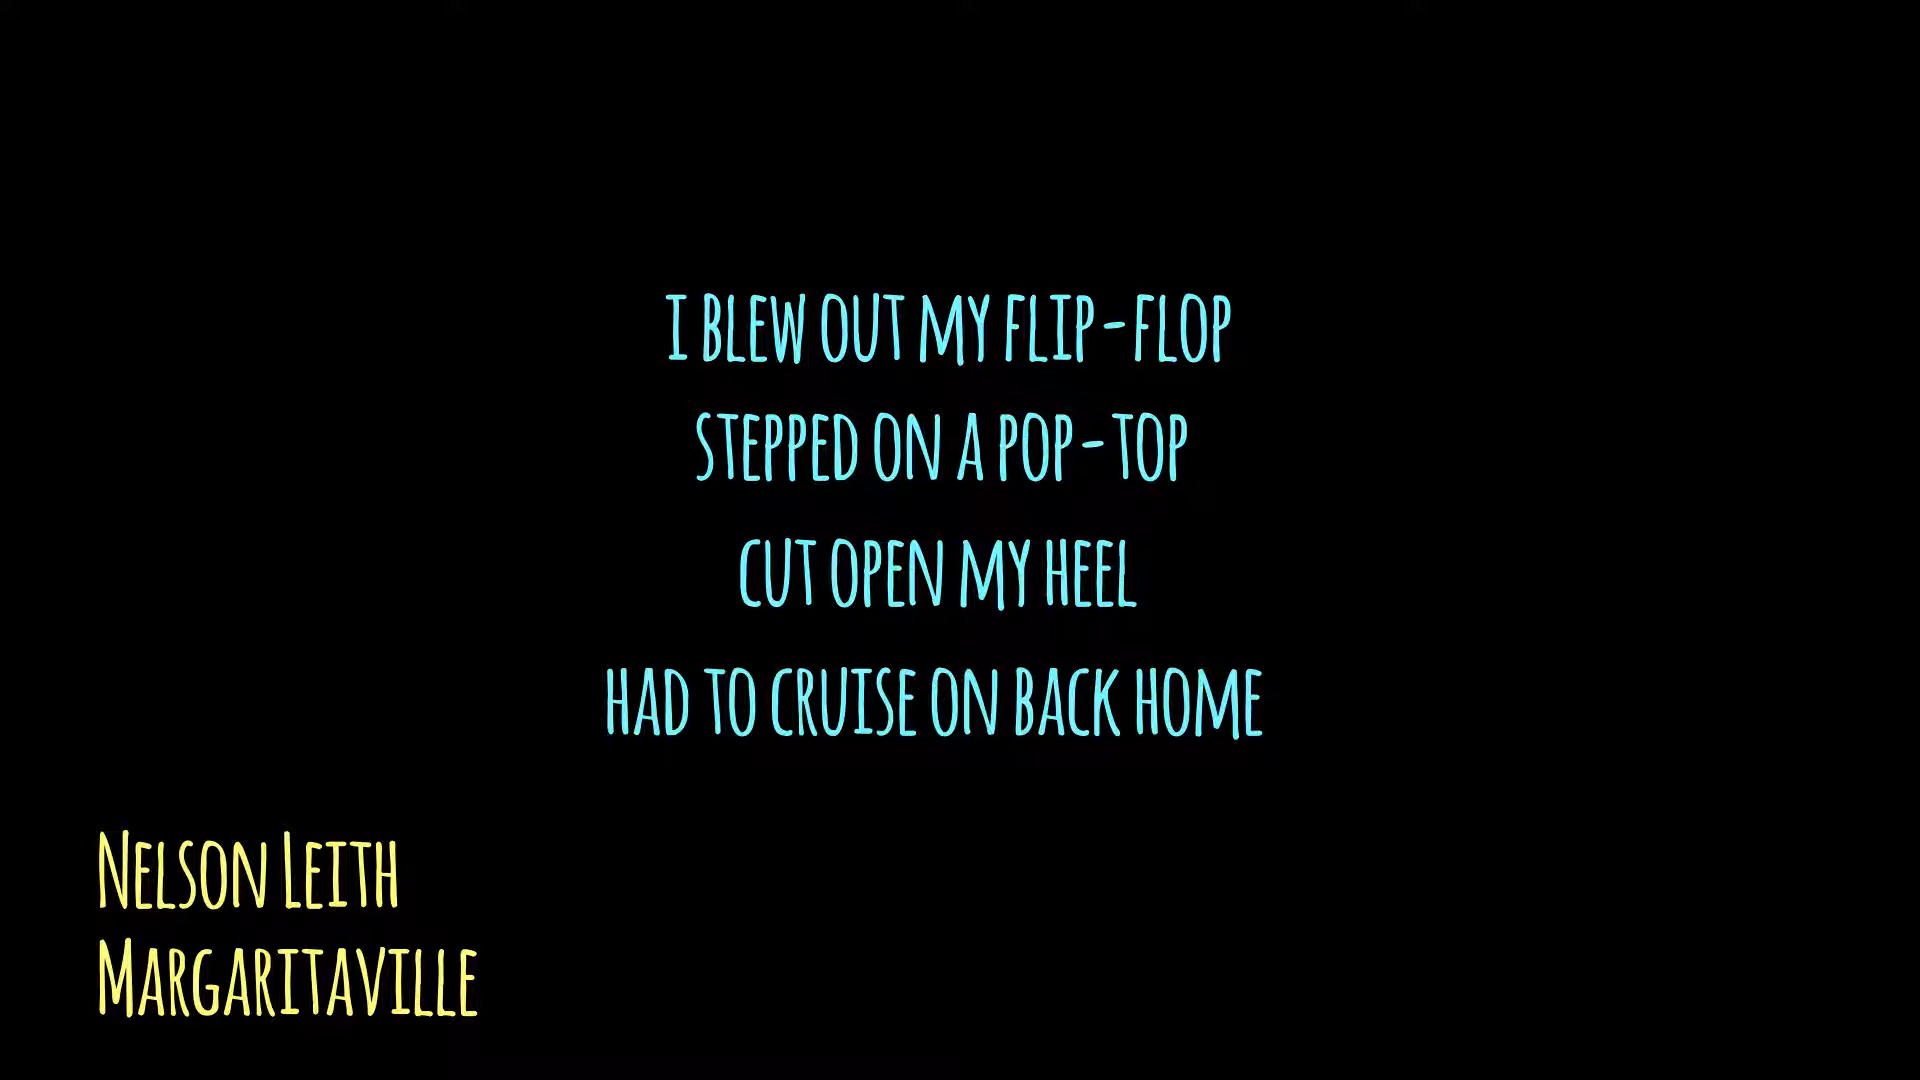 I BLEW OUT MY FLIP-FLOP
STEPPED ON A POP-TOP
CUT OPEN MY HEEL
HAD TO CRUISE ON BACK HOME
NELSON LEITH
MARGARITAVILLE